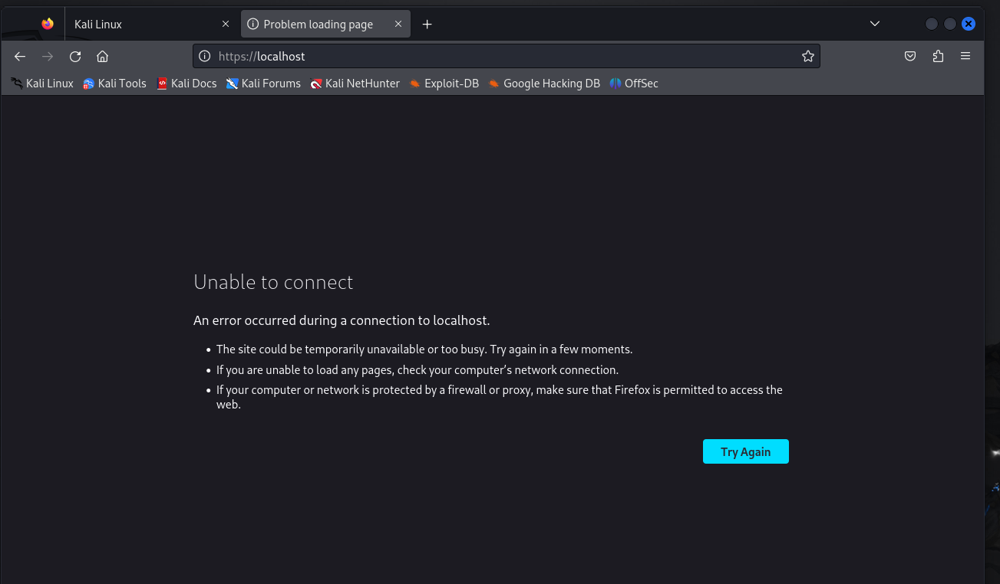 Kali Linux
Problem loading page
https://localhost
Kali Linux Kali Tools Kali Docs Kali Forums Kali NetHunter Exploit-DB Google Hacking DB OffSec
Unable to connect
An error occurred during a connection to localhost.
• The site could be temporarily unavailable or too busy. Try again in a few moments.
• If you are unable to load any pages, check your computer’s network connection.
• If your computer or network is protected by a firewall or proxy, make sure that Firefox is permitted to access the
web.
Try Again